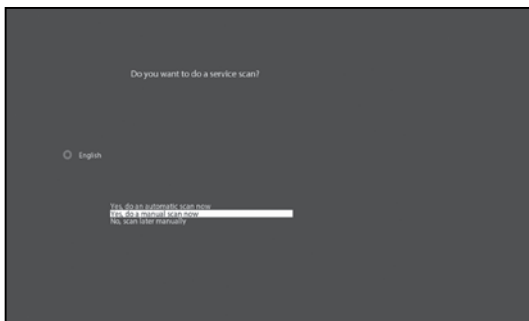 Do you want to do a service scan?
English
Yes, do an automatic scan now
Yes, do a manual scan now
No, scan later manually